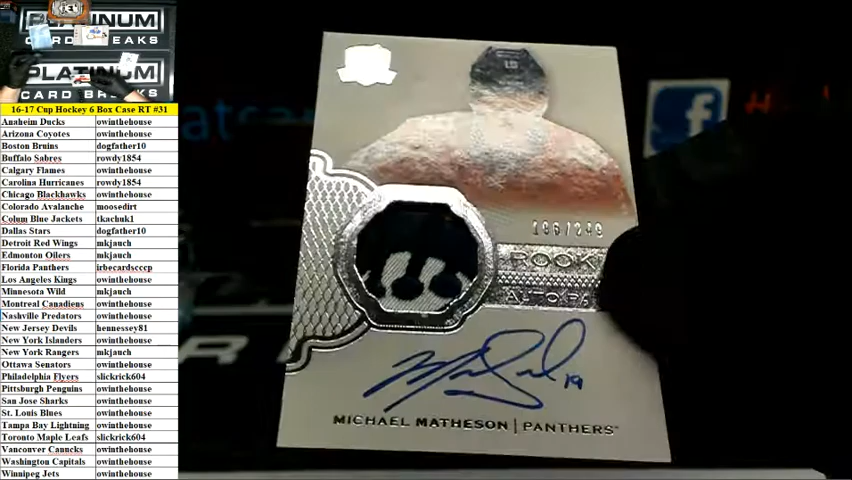 PLATINUM
CARD BREAKS
PLATINUM
CARD BREAKS
16-17 Cup Hockey 6 Box Case RT #31
Anaheim Ducks owinthehouse
Arizona Coyotes owinthehouse
Boston Bruins dogfather10
Buffalo Sabres rowdy1854
Calgary Flames owinthehouse
Carolina Hurricanes rowdy1854
Chicago Blackhawks owinthehouse
Colorado Avalanche moosedirt
Colum Blue Jackets tkachuk1
Dallas Stars dogfather10
Detroit Red Wings mkjauch
Edmonton Oilers mkjauch
Florida Panthers irbecardscccp
Los Angeles Kings owinthehouse
Minnesota Wild mkjauch
Montreal Canadiens owinthehouse
Nashville Predators owinthehouse
New Jersey Devils hennessey81
New York Islanders owinthehouse
New York Rangers mkjauch
Ottawa Senators owinthehouse
Philadelphia Flyers slickrick604
Pittsburgh Penguins owinthehouse
San Jose Sharks owinthehouse
St. Louis Blues owinthehouse
Tampa Bay Lightning owinthehouse
Toronto Maple Leafs slickrick604
Vancouver Canucks owinthehouse
Washington Capitals owinthehouse
Winnipeg Jets owinthehouse
THE CUP
196/249
ROOK
MICHAEL MATHESON | PANTHERS
19
f